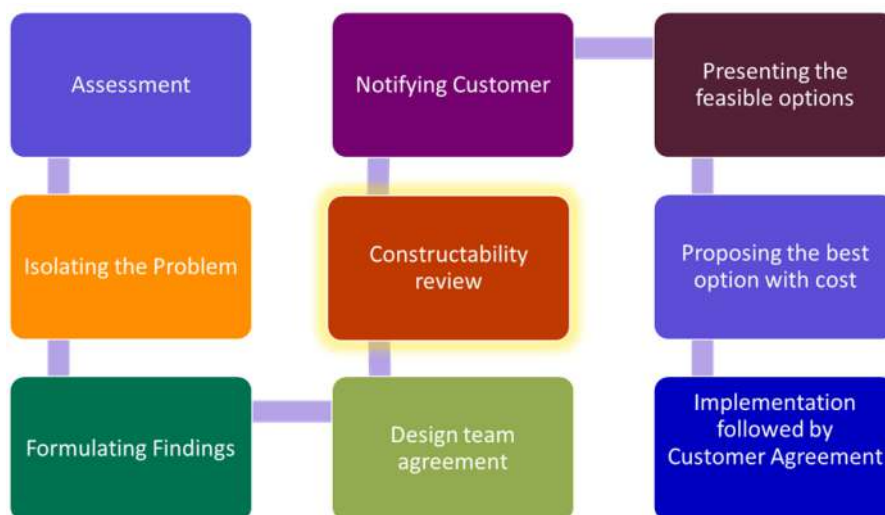 Assessment
Isolating the Problem
Formulating Findings
Design team
agreement
Constructability
review
Notifying Customer
Presenting the
feasible options
Proposing the best
option with cost
Implementation
followed by
Customer Agreement